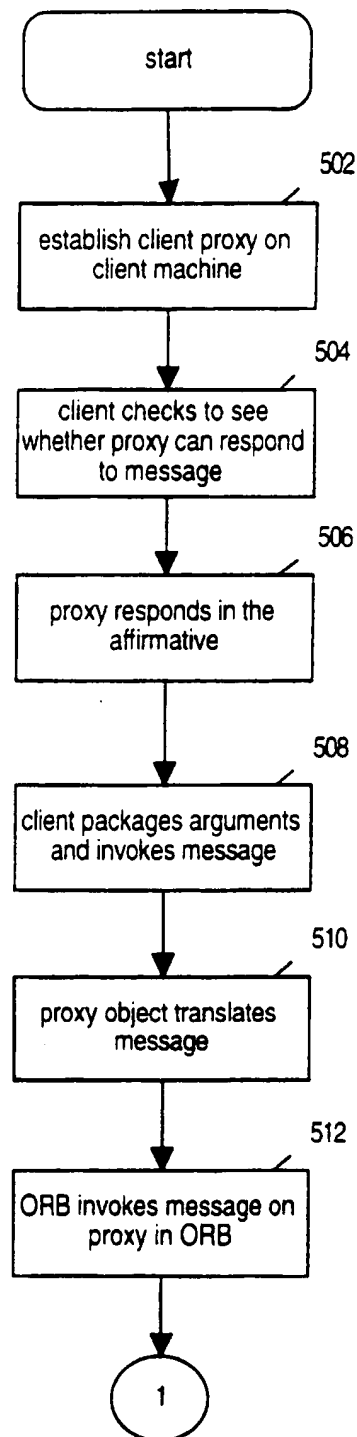 start
502
establish client proxy on
client machine
504
client checks to see
whether proxy can respond
to message
506
proxy responds in the
affirmative
508
client packages arguments
and invokes message
510
proxy object translates
message
512
ORB invokes message on
proxy in ORB
1